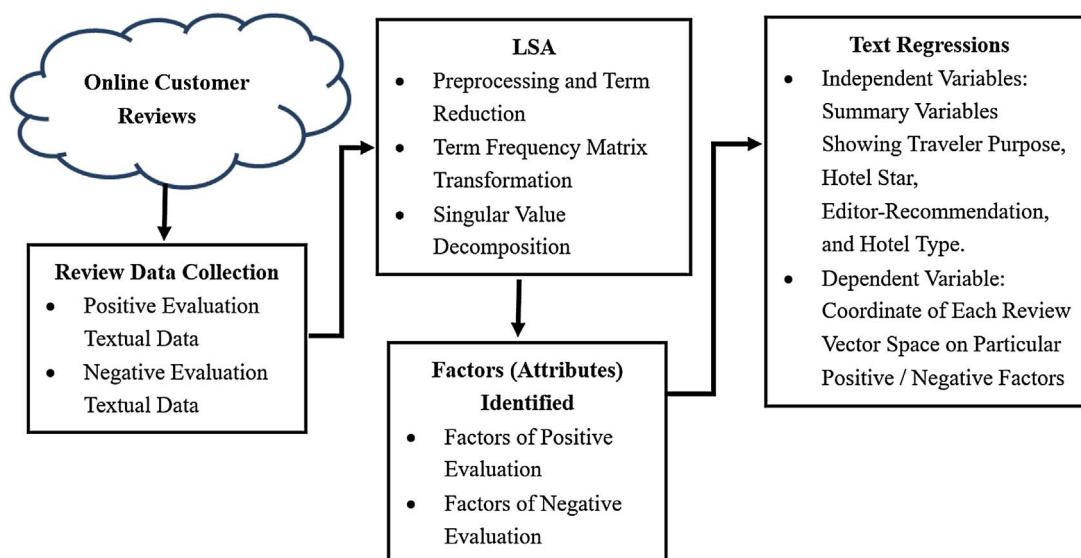 Online Customer
Reviews
Review Data Collection
• Positive Evaluation
Textual Data
• Negative Evaluation
Textual Data
LSA
• Preprocessing and Term
Reduction
• Term Frequency Matrix
Transformation
• Singular Value
Decomposition
Factors (Attributes)
Identified
• Factors of Positive
Evaluation
• Factors of Negative
Evaluation
Text Regressions
• Independent Variables:
Summary Variables
Showing Traveler Purpose,
Hotel Star,
Editor-Recommendation,
and Hotel Type.
• Dependent Variable:
Coordinate of Each Review
Vector Space on Particular
Positive / Negative Factors